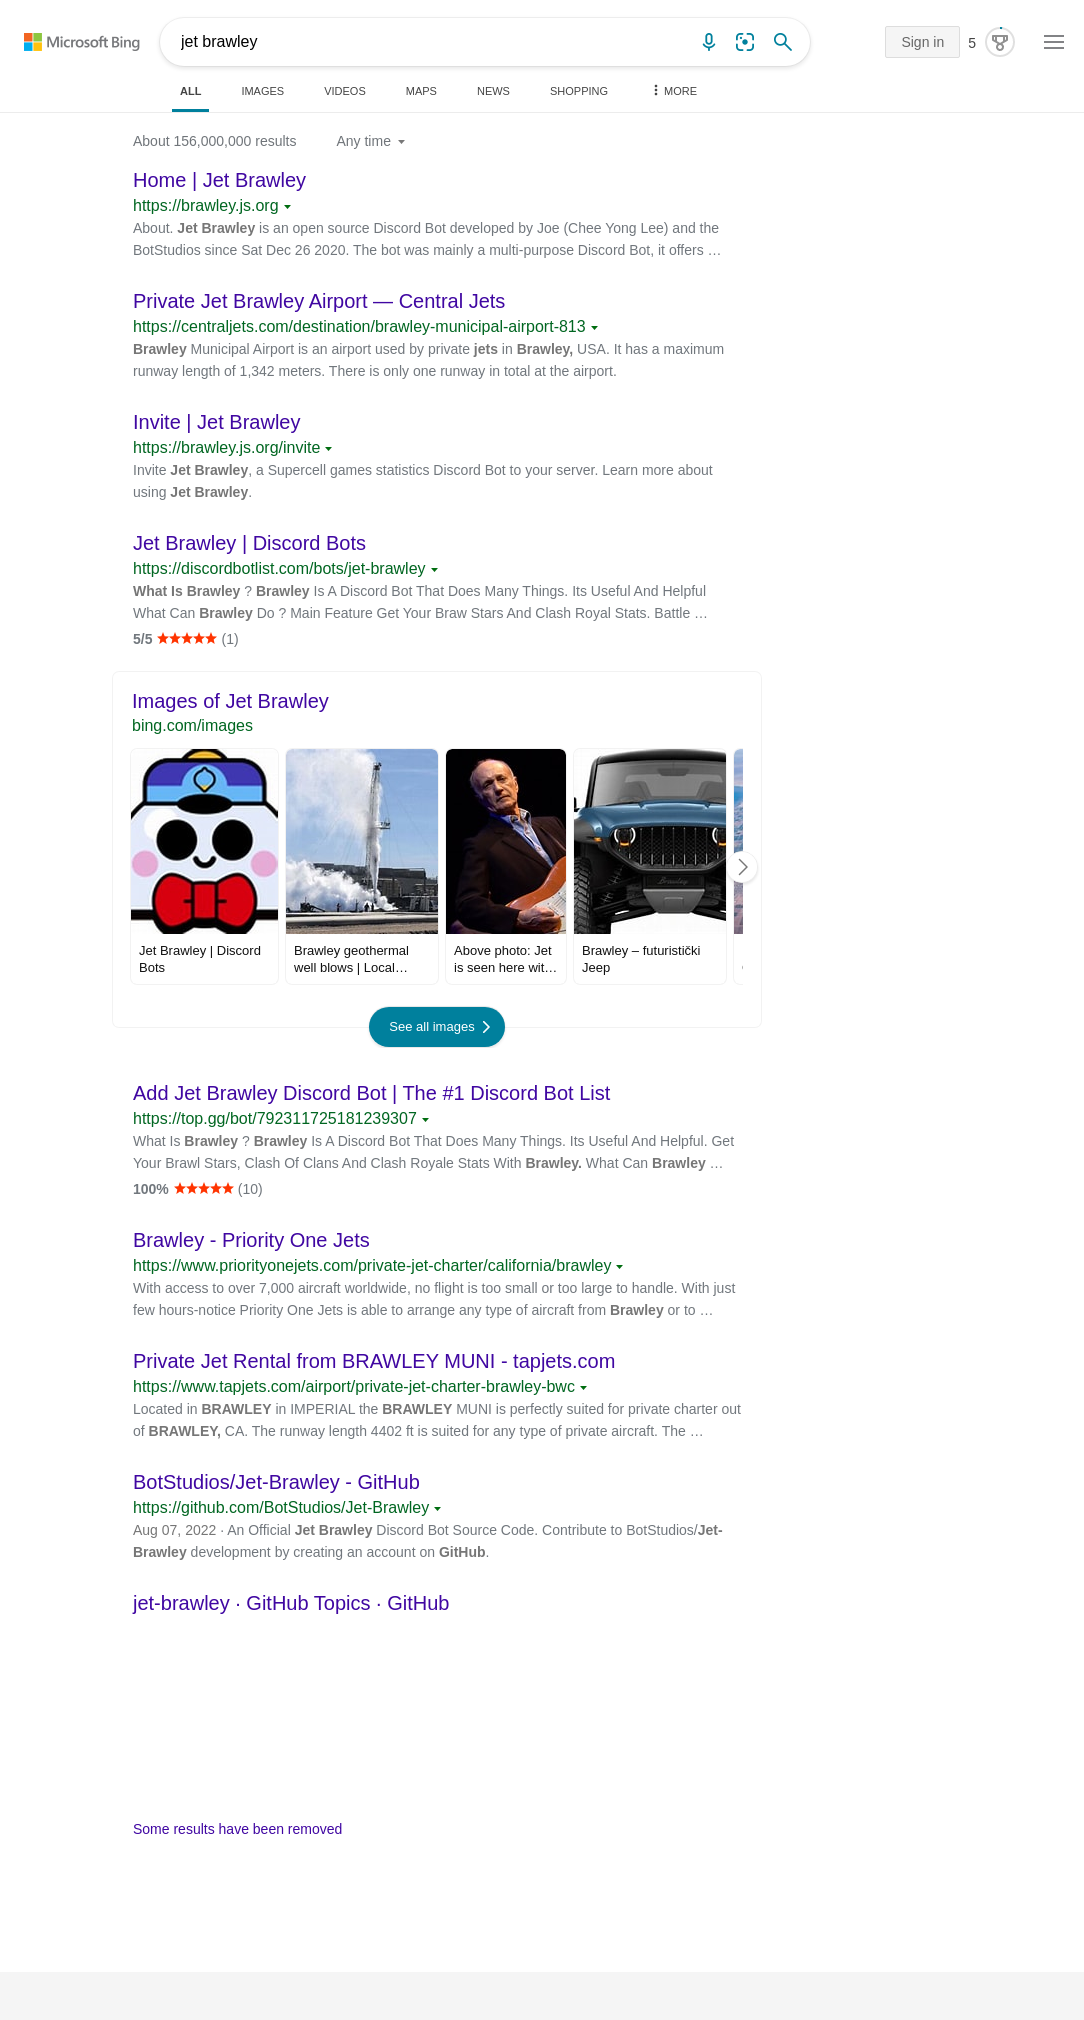 Microsoft Bing
jet brawley
Sign in
5
ALL
IMAGES
VIDEOS
MAPS
NEWS
SHOPPING
MORE
About 156,000,000 results
Any time
Home | Jet Brawley
https://brawley.js.org
About. Jet Brawley is an open source Discord Bot developed by Joe (Chee Yong Lee) and the
BotStudios since Sat Dec 26 2020. The bot was mainly a multi-purpose Discord Bot, it offers …
Private Jet Brawley Airport — Central Jets
https://centraljets.com/destination/brawley-municipal-airport-813
Brawley Municipal Airport is an airport used by private jets in Brawley, USA. It has a maximum
runway length of 1,342 meters. There is only one runway in total at the airport.
Invite | Jet Brawley
https://brawley.js.org/invite
Invite Jet Brawley, a Supercell games statistics Discord Bot to your server. Learn more about
using Jet Brawley.
Jet Brawley | Discord Bots
https://discordbotlist.com/bots/jet-brawley
What Is Brawley ? Brawley Is A Discord Bot That Does Many Things. Its Useful And Helpful
What Can Brawley Do ? Main Feature Get Your Braw Stars And Clash Royal Stats. Battle …
5/5 ★★★★★ (1)
Images of Jet Brawley
bing.com/images
Brawley
Jet Brawley | Discord
Bots
Brawley geothermal
well blows | Local…
Above photo: Jet
is seen here wit…
Brawley – futuristički
Jeep
See all images
Add Jet Brawley Discord Bot | The #1 Discord Bot List
https://top.gg/bot/792311725181239307
What Is Brawley ? Brawley Is A Discord Bot That Does Many Things. Its Useful And Helpful. Get
Your Brawl Stars, Clash Of Clans And Clash Royale Stats With Brawley. What Can Brawley …
100% ★★★★★ (10)
Brawley - Priority One Jets
https://www.priorityonejets.com/private-jet-charter/california/brawley
With access to over 7,000 aircraft worldwide, no flight is too small or too large to handle. With just
few hours-notice Priority One Jets is able to arrange any type of aircraft from Brawley or to …
Private Jet Rental from BRAWLEY MUNI - tapjets.com
https://www.tapjets.com/airport/private-jet-charter-brawley-bwc
Located in BRAWLEY in IMPERIAL the BRAWLEY MUNI is perfectly suited for private charter out
of BRAWLEY, CA. The runway length 4402 ft is suited for any type of private aircraft. The …
BotStudios/Jet-Brawley - GitHub
https://github.com/BotStudios/Jet-Brawley
Aug 07, 2022 · An Official Jet Brawley Discord Bot Source Code. Contribute to BotStudios/Jet-
Brawley development by creating an account on GitHub.
jet-brawley · GitHub Topics · GitHub
Some results have been removed